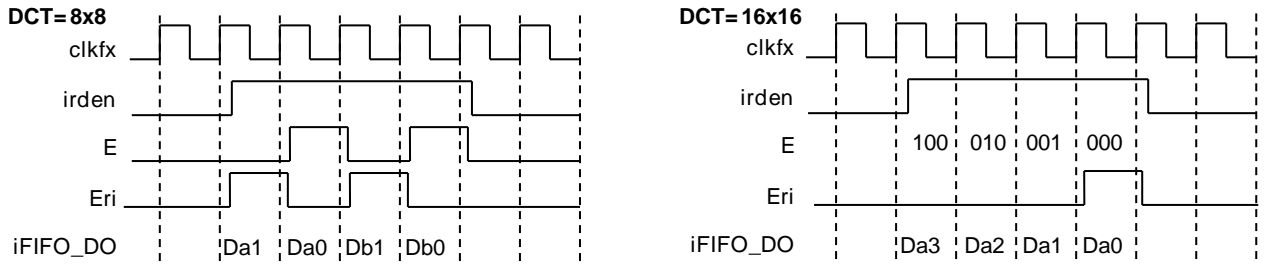 DCT=8x8
clkfx
irden
E
Eri
iFIFO_DO Da1 Da0 Db1 Db0
DCT=16x16
clkfx
irden
E 100 010 001 000
Eri
iFIFO_DO Da3 Da2 Da1 Da0